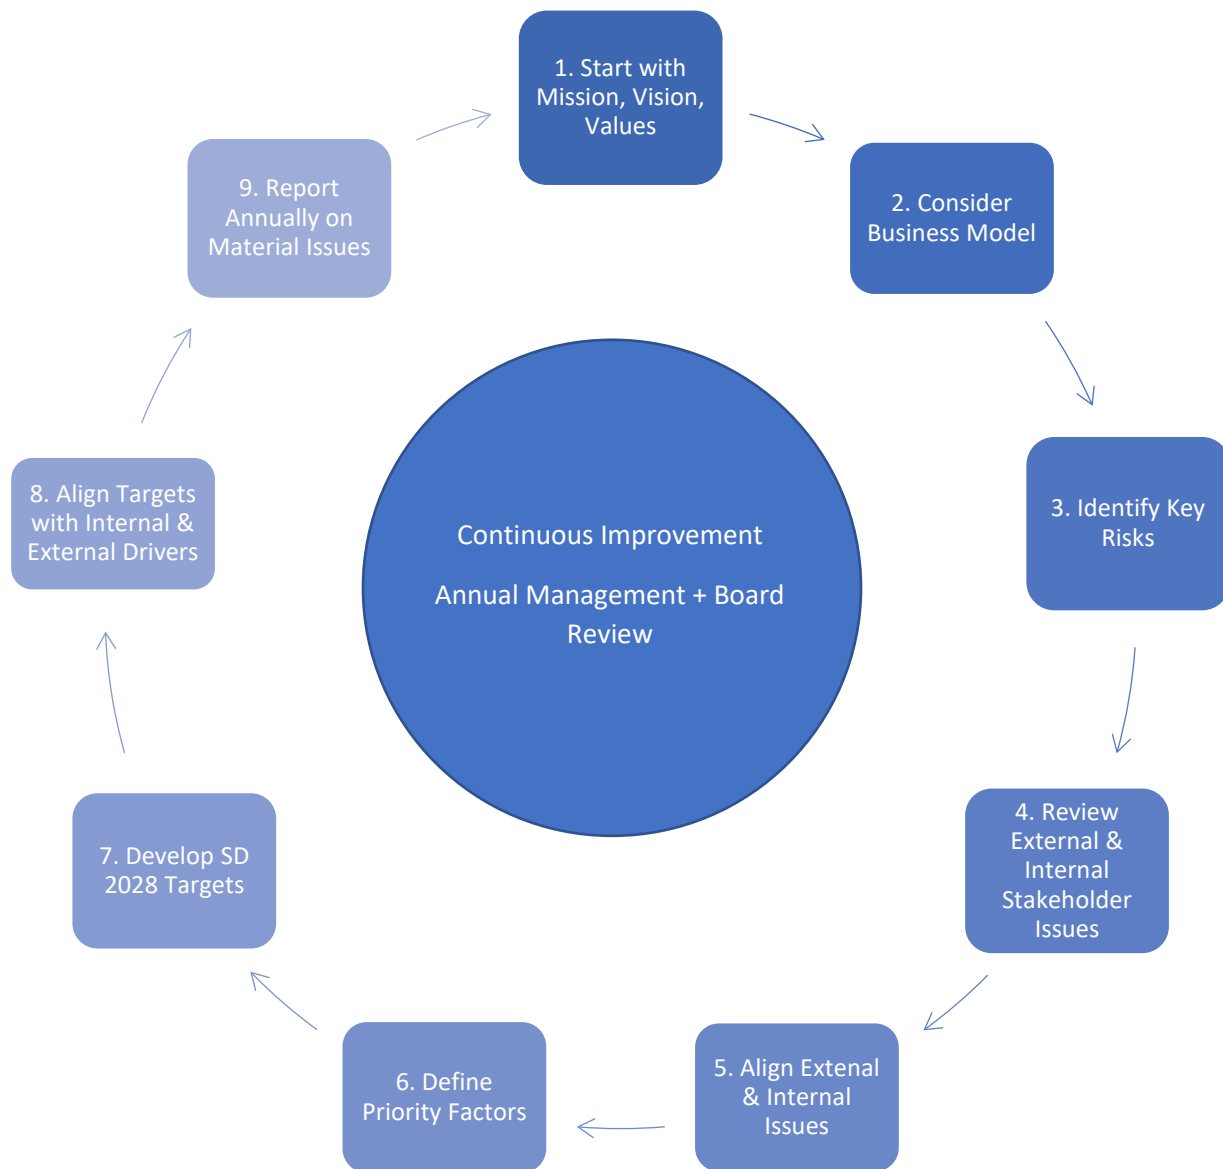 1. Start with
Mission, Vision,
Values
2. Consider
Business Model
3. Identify Key
Risks
4. Review
External &
Internal
Stakeholder
Issues
5. Align Extenal
& Internal
Issues
6. Define
Priority Factors
7. Develop SD
2028 Targets
8. Align Targets
with Internal &
External Drivers
9. Report
Annually on
Material Issues
Continuous Improvement
Annual Management + Board
Review